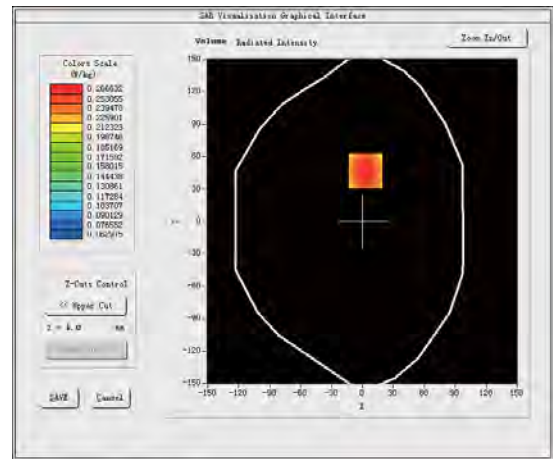 SAR Visualisation Graphical Interface
Volume Radiated Intensity
Zoom In/Out
Colors Scale
(W/kg)
0.266632
0.253055
0.239478
0.225901
0.212323
0.198746
0.185169
0.171592
0.158015
0.144438
0.130861
0.117284
0.103707
0.090129
0.076552
0.062975
150
120
90
60
30
0
-30
-60
-90
-120
-150
-150 -120 -90 -60 -30 0 30 60 90 120 150
X
Z-Cuts Control
<< Upper Cut
mm
SAVE
Cancel